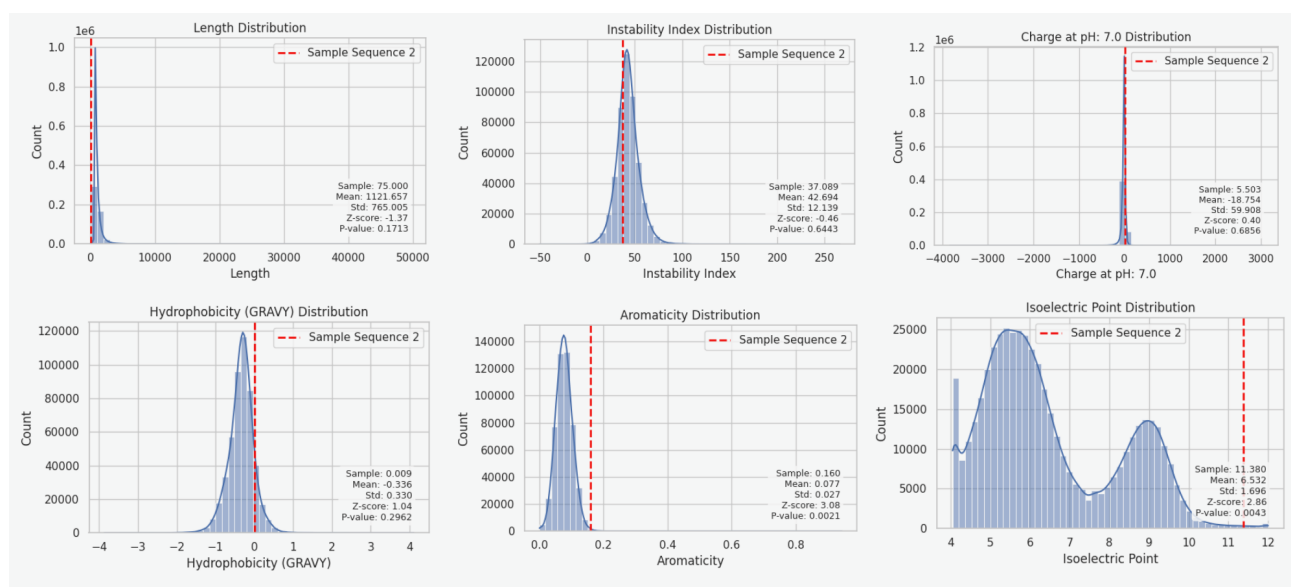 Length Distribution
1e6
Sample Sequence 2
1.0
0.8
0.6
0.4
0.2
0.0
Count
Sample: 75.000
Mean: 1121.657
Std: 765.005
Z-score: -1.37
P-value: 0.1713
0 10000 20000 30000 40000 50000
Length
Instability Index Distribution
Sample Sequence 2
120000
100000
80000
60000
40000
20000
0
Count
Sample: 37.089
Mean: 42.694
Std: 12.139
Z-score: -0.46
P-value: 0.6443
-50 0 50 100 150 200 250
Instability Index
Charge at pH: 7.0 Distribution
1e6
Sample Sequence 2
1.2
1.0
0.8
0.6
0.4
0.2
0.0
Count
Sample: 5.503
Mean: -18.754
Std: 59.908
Z-score: 0.40
P-value: 0.6856
-4000 -3000 -2000 -1000 0 1000 2000 3000
Charge at pH: 7.0
Hydrophobicity (GRAVY) Distribution
Sample Sequence 2
120000
100000
80000
60000
40000
20000
0
Count
Sample: 0.009
Mean: -0.336
Std: 0.330
Z-score: 1.04
P-value: 0.2962
−4 −3 −2 −1 0 1 2 3 4
Hydrophobicity (GRAVY)
Aromaticity Distribution
Sample Sequence 2
140000
120000
100000
80000
60000
40000
20000
0
Count
Sample: 0.160
Mean: 0.077
Std: 0.027
Z-score: 3.08
P-value: 0.0021
0.0 0.2 0.4 0.6 0.8
Aromaticity
Isoelectric Point Distribution
Sample Sequence 2
25000
20000
15000
10000
5000
0
Count
Sample: 11.380
Mean: 6.532
Std: 1.696
Z-score: 2.86
P-value: 0.0043
4 5 6 7 8 9 10 11 12
Isoelectric Point